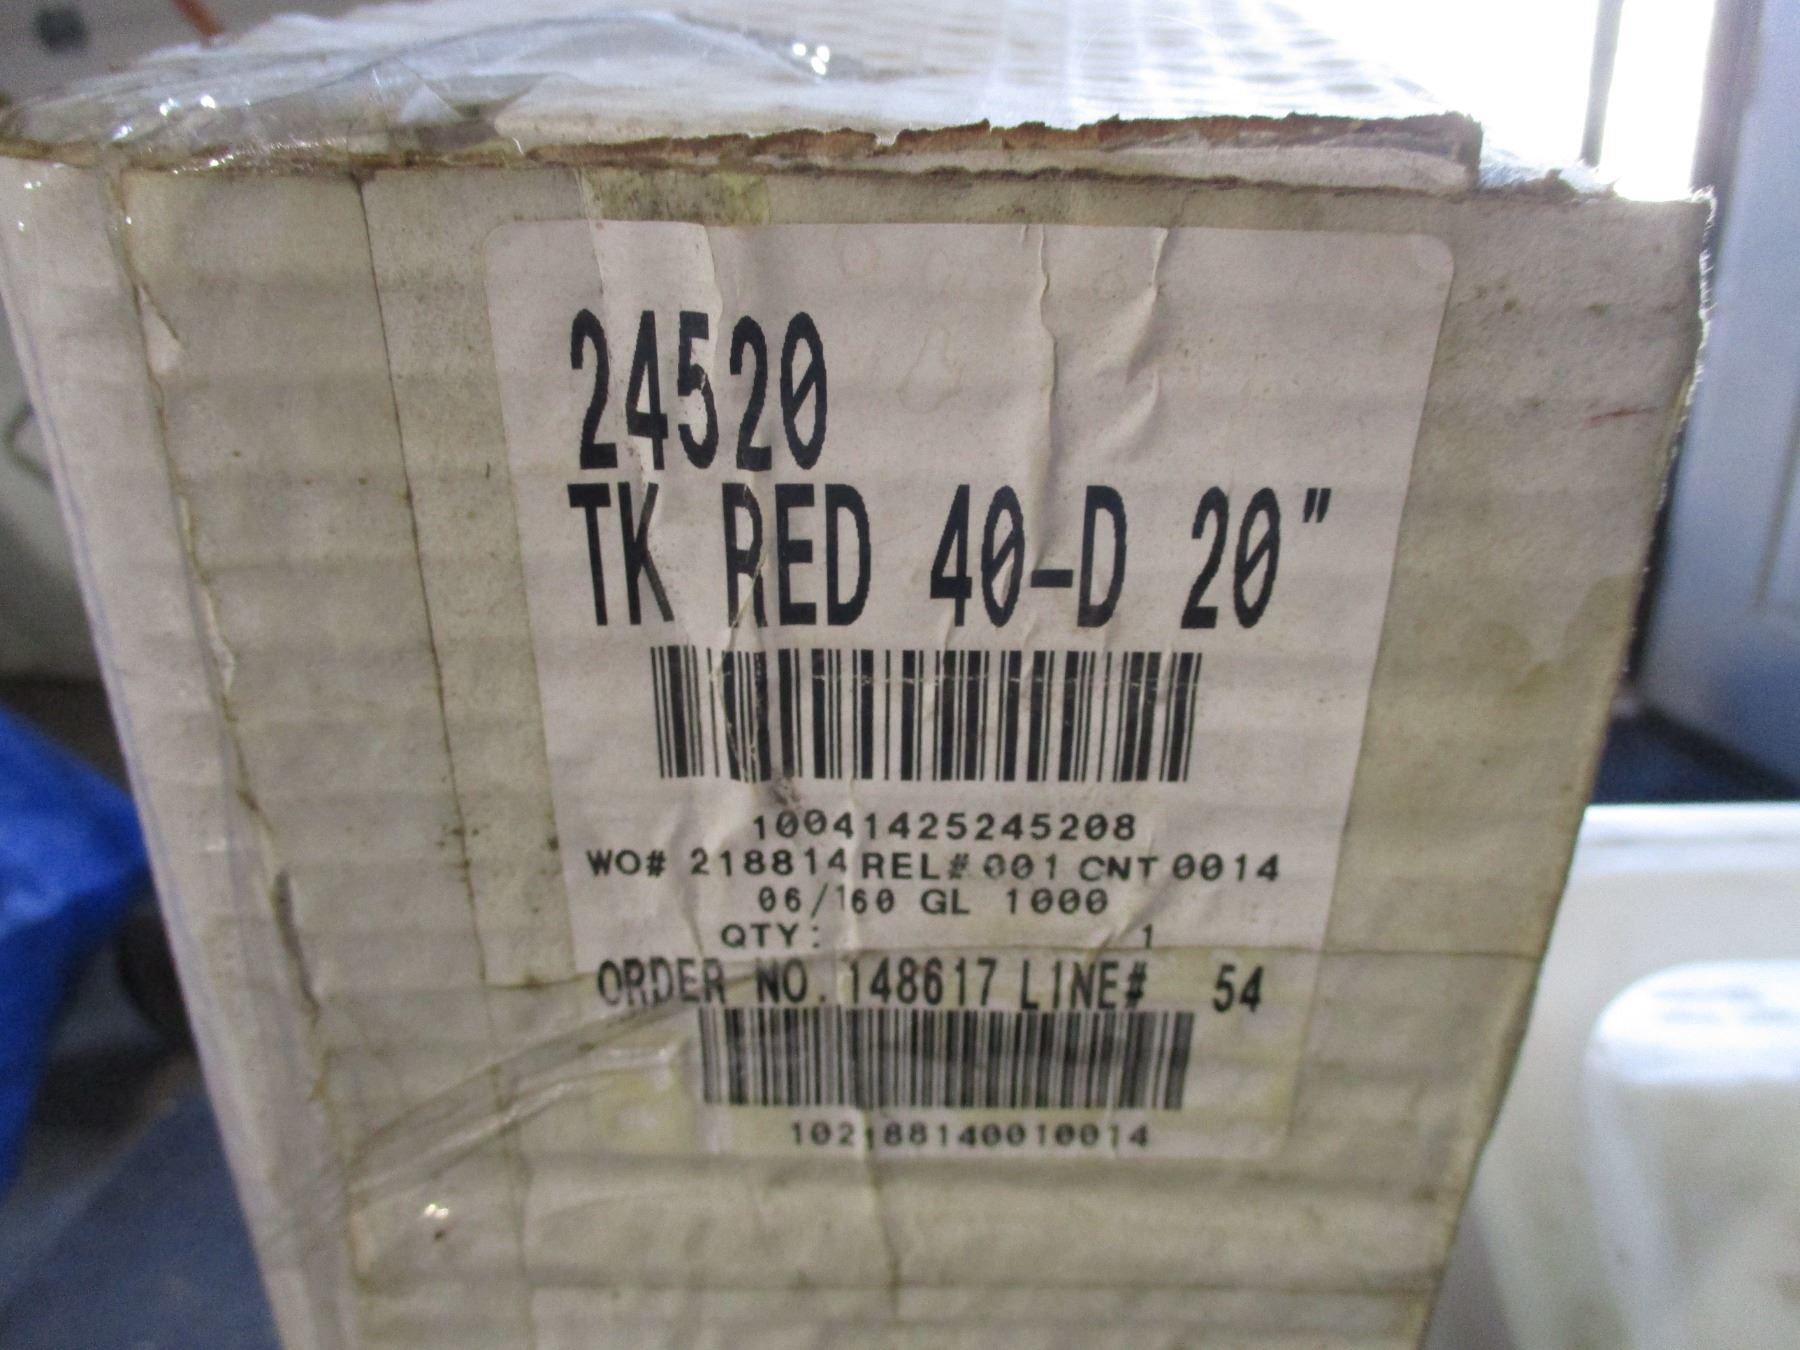 24520
TK RED 40-D 20"
10041425245208
WO# 218814 REL# 001 CNT 0014
06/160 GL 1000
QTY: 1
ORDER NO. 148617 LINE# 54
102188140010014